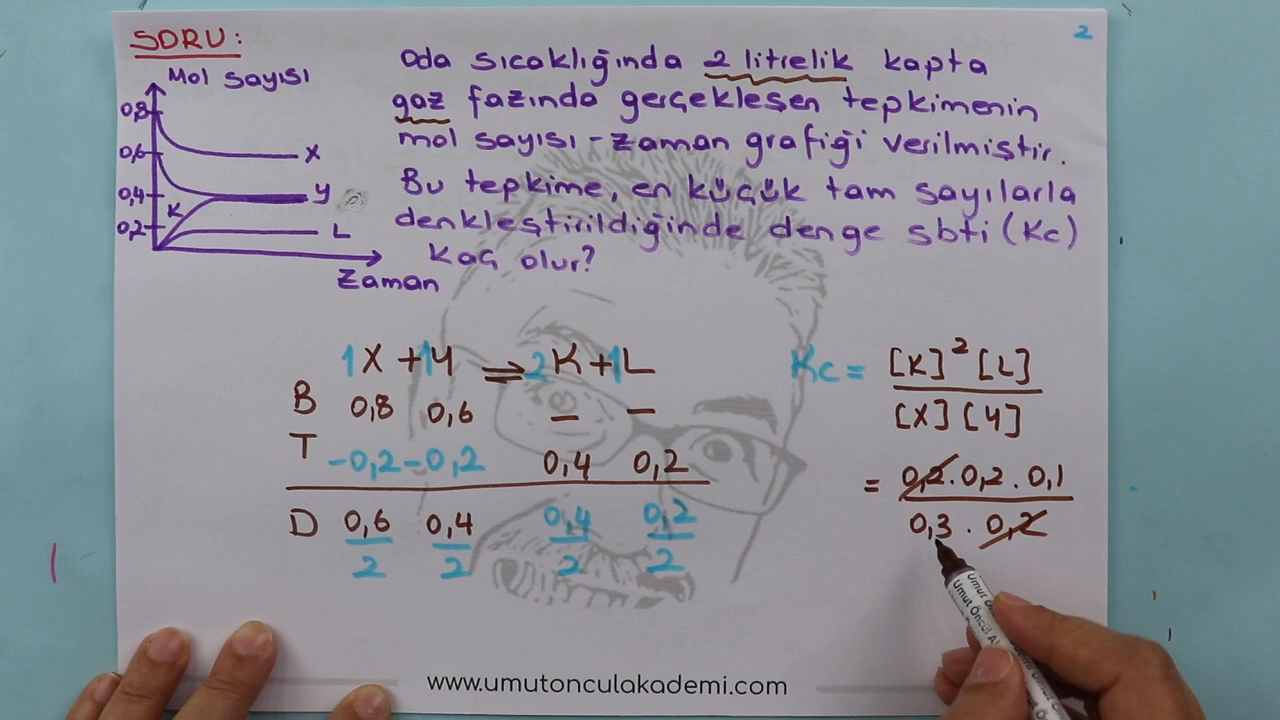 SORU:
2
Oda sıcaklığında 2 litrelik kapta
gaz fazında gerçekleşen tepkimenin
mol sayısı-zaman grafiği verilmiştir.
Bu tepkime, en küçük tam sayılarla
denkleştirildiğinde denge sbti (Kc)
kaç olur?
Mol sayısı
0,8
0,6
0,4
0,2
X
Y
K
L
Zaman
1X + 1Y ⇌ 2K + 1L
B 0,8 0,6 — —
T -0,2 -0,2 0,4 0,2
D 0,6/2 0,4/2 0,4/2 0,2/2
Kc = [K]² [L]
[X] [Y]
= 0,2 . 0,2 . 0,1
0,3 . 0,2
www.umutonculakademi.com